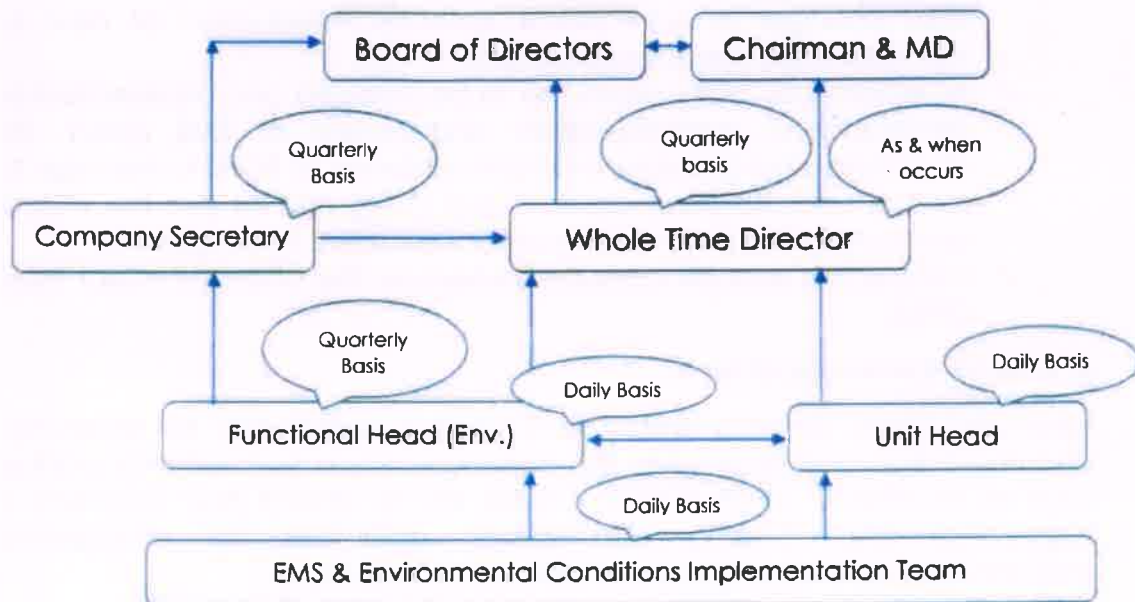 Board of Directors
Chairman & MD
Quarterly
Basis
Quarterly
basis
As & when
occurs
Company Secretary
Whole Time Director
Quarterly
Basis
Daily Basis
Daily Basis
Functional Head (Env.)
Unit Head
Daily Basis
EMS & Environmental Conditions Implementation Team